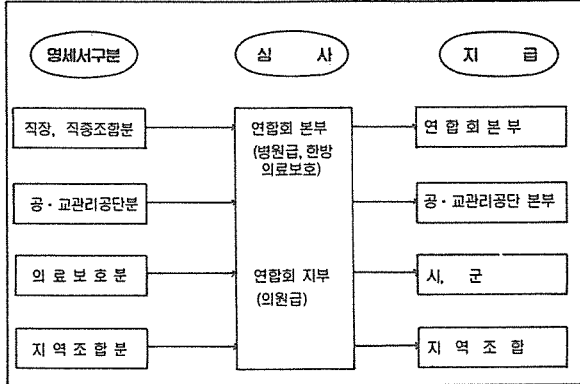 명세서구분
심 사
지 급
직장, 직종조합분
연합회 본부
(병원급, 한방
의료보호)
연 합 회 본 부
공·교관리공단분
공·교관리공단 본부
의 료 보 호 분
연합회 지부
(의원급)
시, 군
지 역 조 합 분
지 역 조 합